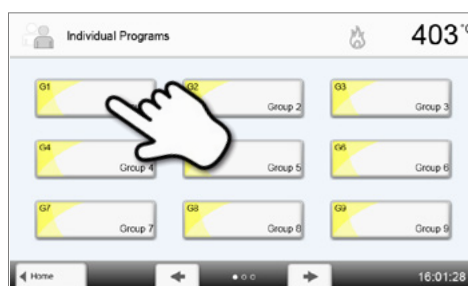 Individual Programs
403°
G1
G2
Group 2
G3
Group 3
G4
Group 4
Group 5
G6
Group 6
G7
Group 7
G8
Group 8
G9
Group 9
Home
16:01:28